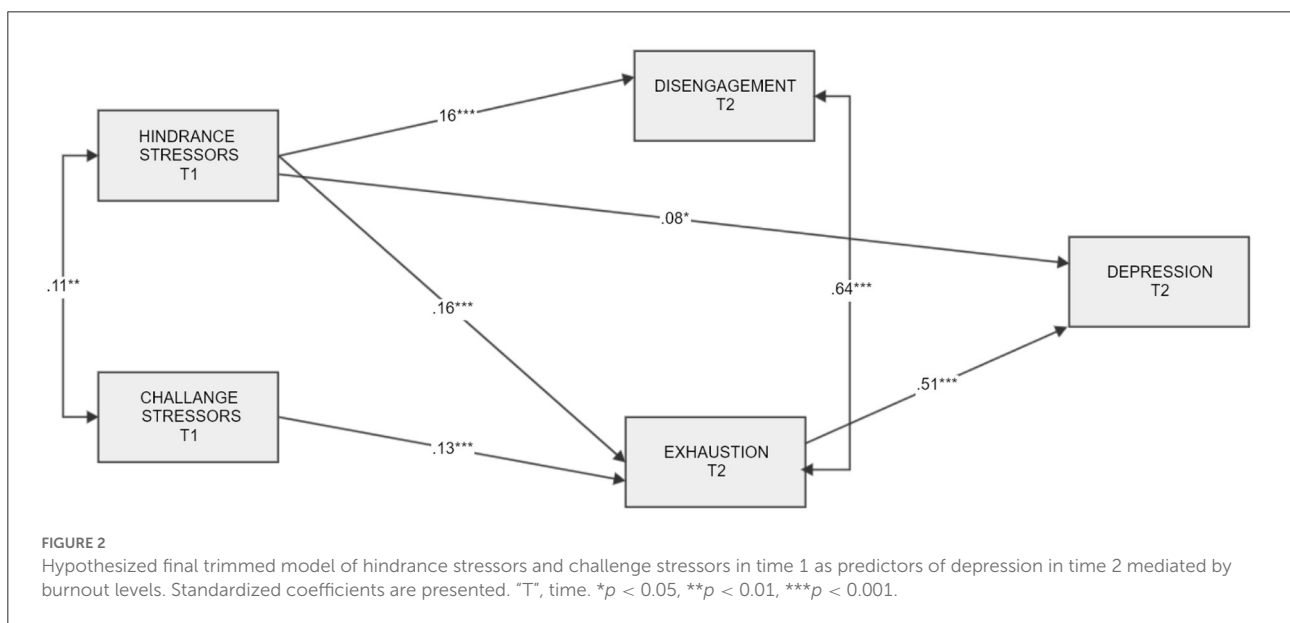 HINDRANCE
STRESSORS
T1
DISENGAGEMENT
T2
.16***
.08*
DEPRESSION
T2
.11**
.16***
.64***
CHALLANGE
STRESSORS
T1
.13***
EXHAUSTION
T2
.51***
FIGURE 2
Hypothesized final trimmed model of hindrance stressors and challenge stressors in time 1 as predictors of depression in time 2 mediated by
burnout levels. Standardized coefficients are presented. "T", time. *p < 0.05, **p < 0.01, ***p < 0.001.